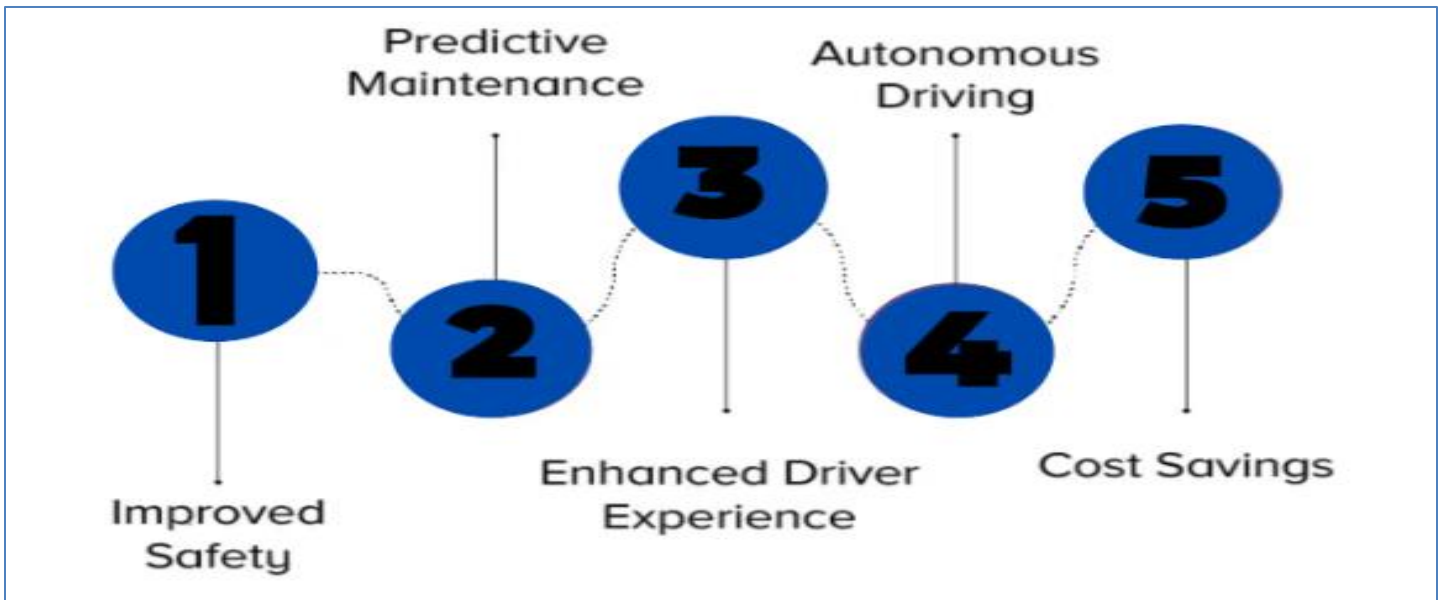 1
Improved
Safety
2
Predictive
Maintenance
3
Enhanced Driver
Experience
4
Autonomous
Driving
5
Cost Savings